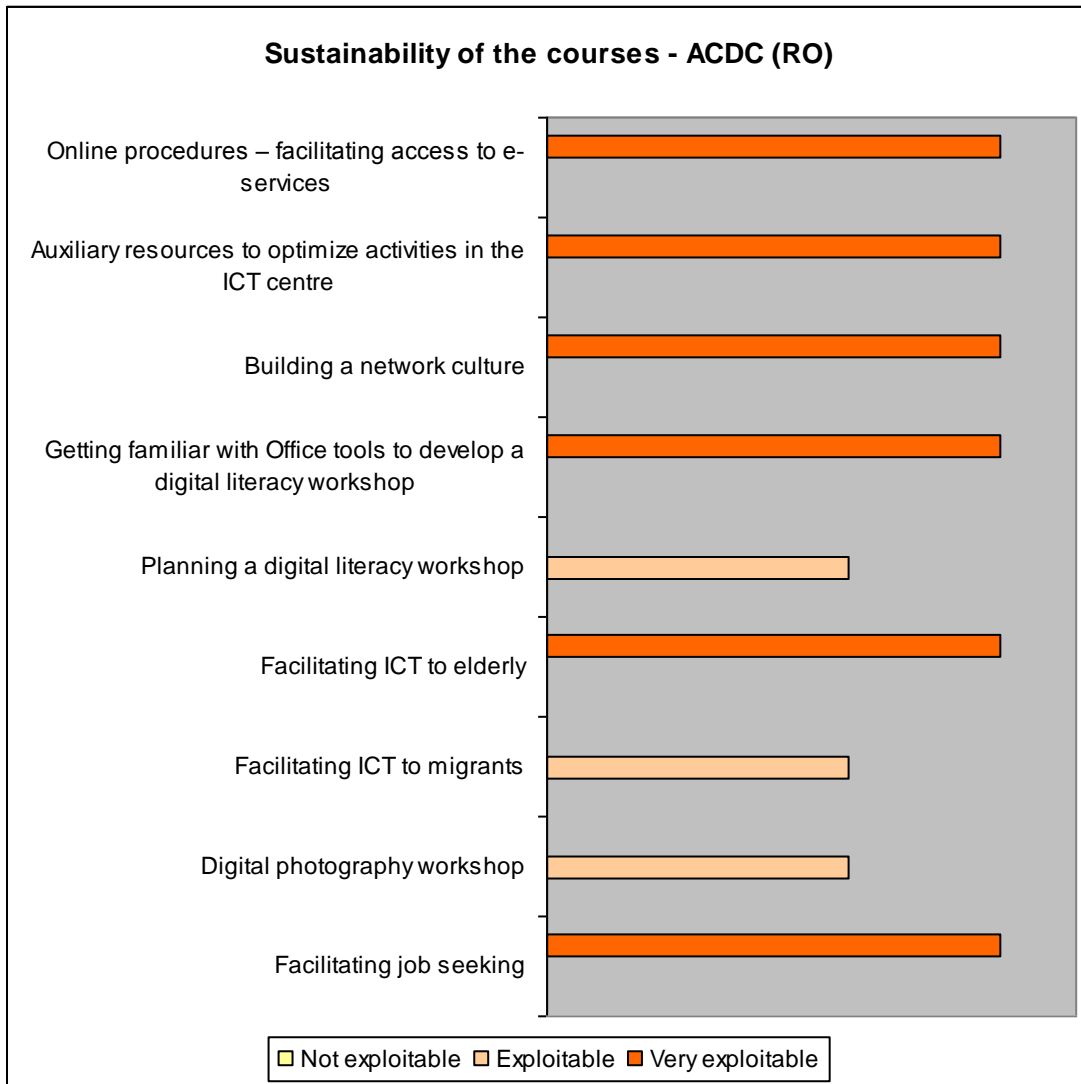 Sustainability of the courses - ACDC (RO)
Online procedures – facilitating access to e-
services
Auxiliary resources to optimize activities in the
ICT centre
Building a network culture
Getting familiar with Office tools to develop a
digital literacy workshop
Planning a digital literacy workshop
Facilitating ICT to elderly
Facilitating ICT to migrants
Digital photography workshop
Facilitating job seeking
Not exploitable Exploitable Very exploitable